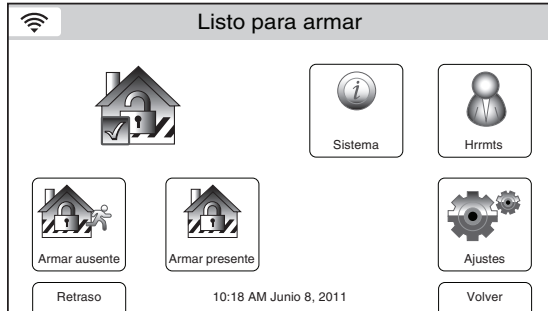 Listo para armar
Sistema
Hrrmts
Armar ausente
Armar presente
Ajustes
Retraso
10:18 AM Junio 8, 2011
Volver